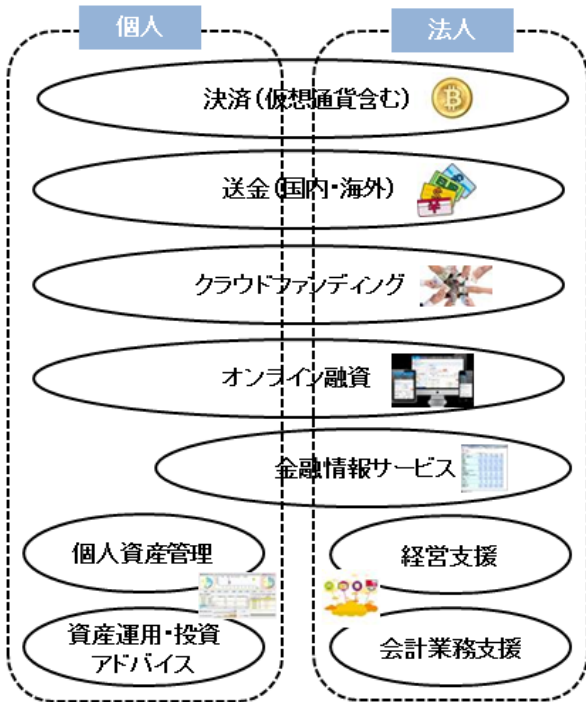 個人
法人
決済(仮想通貨含む)
送金(国内・海外)
クラウドファンディング
オンライン融資
金融情報サービス
個人資産管理
経営支援
資産運用・投資
アドバイス
会計業務支援